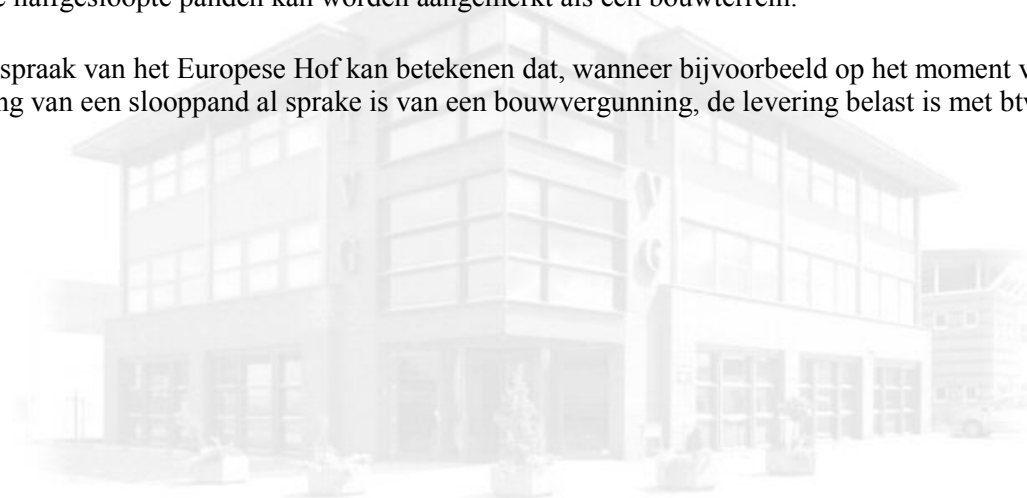 halfgesloopte panden kan worden aangemerkt als een bouwterrein.
spraak van het Europese Hof kan betekenen dat, wanneer bijvoorbeeld op het moment v
ng van een slooppand al sprake is van een bouwvergunning, de levering belast is met btw